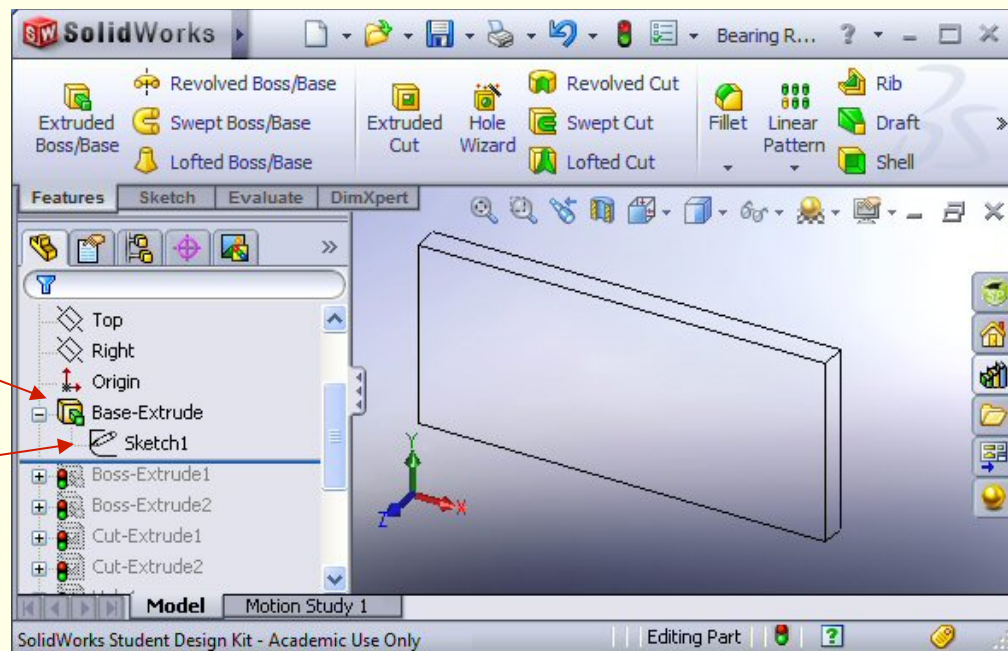 SolidWorks
Bearing R...
?
Extruded Boss/Base
Revolved Boss/Base
Swept Boss/Base
Lofted Boss/Base
Extruded Cut
Hole Wizard
Revolved Cut
Swept Cut
Lofted Cut
Fillet
Linear Pattern
Rib
Draft
Shell
Features
Sketch
Evaluate
DimXpert
Top
Right
Origin
Base-Extrude
Sketch1
Boss-Extrude1
Boss-Extrude2
Cut-Extrude1
Cut-Extrude2
Y
X
Z
Model
Motion Study 1
SolidWorks Student Design Kit - Academic Use Only
Editing Part
?